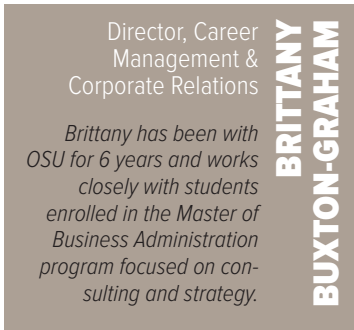 Director, Career
Management &
Corporate Relations
Brittany has been with
OSU for 6 years and works
closely with students
enrolled in the Master of
Business Administration
program focused on con-
sulting and strategy.
BRITTANY
BUXTON-GRAHAM